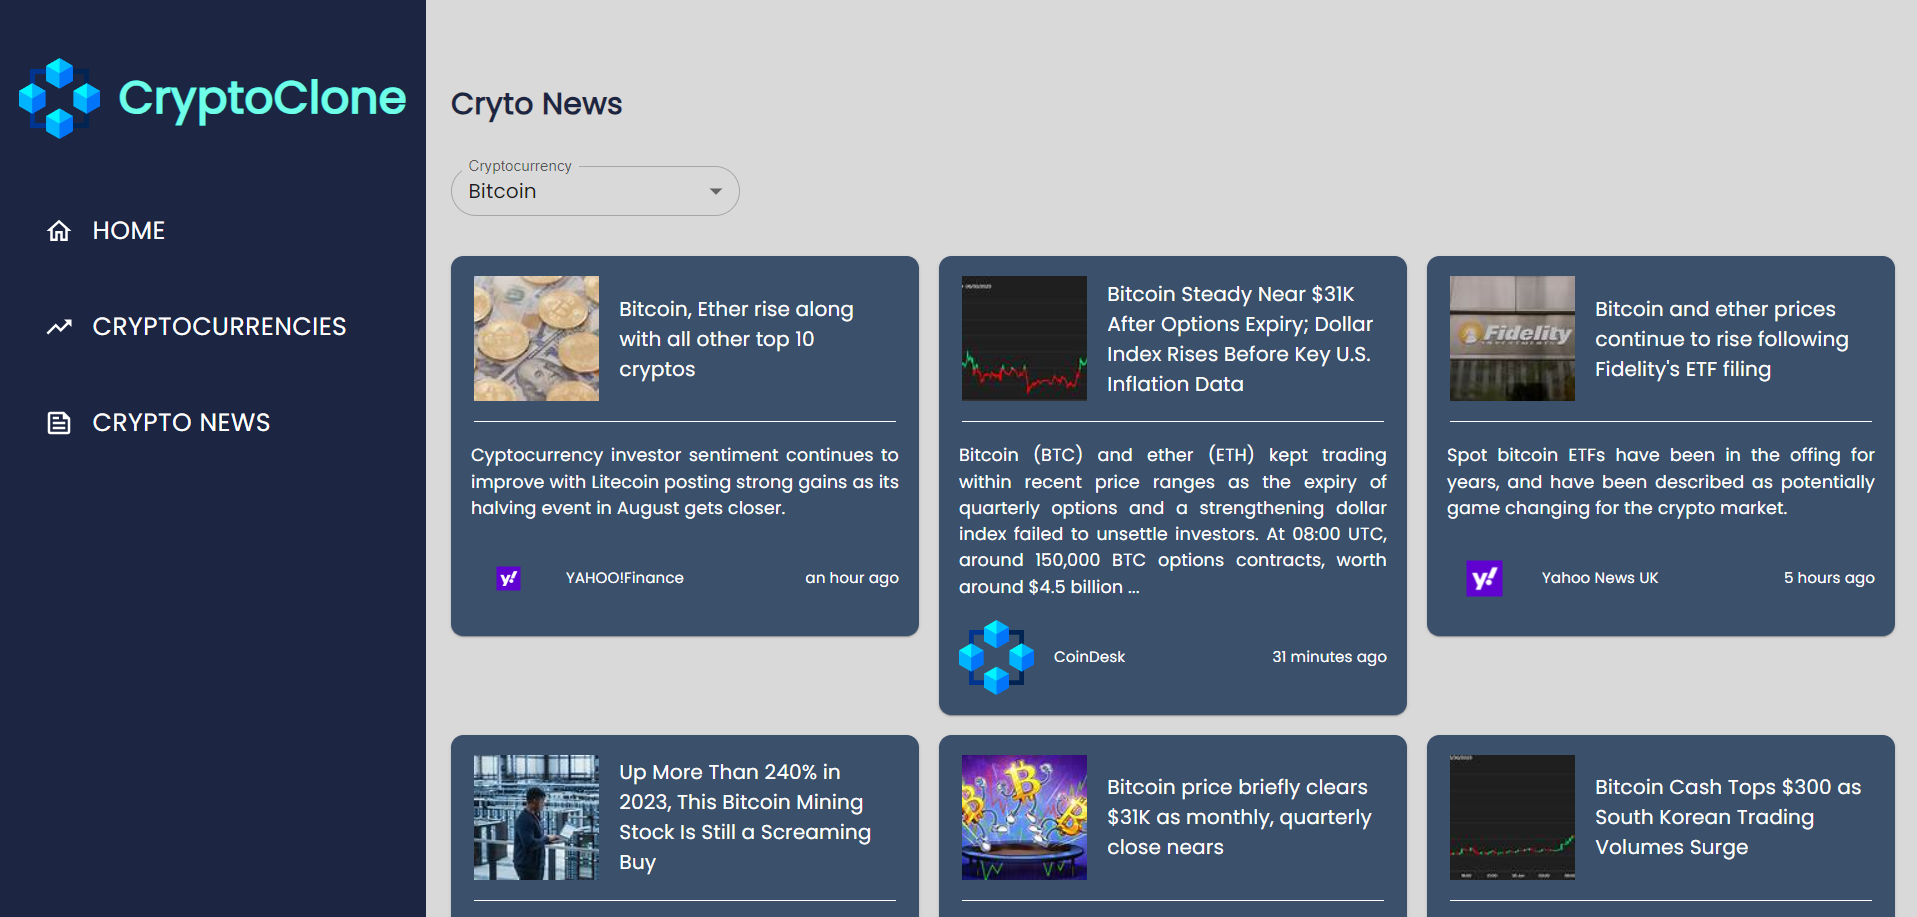 CryptoClone
HOME
CRYPTOCURRENCIES
CRYPTO NEWS
Cryto News
Cryptocurrency
Bitcoin
Bitcoin, Ether rise along
with all other top 10
cryptos
Cyptocurrency investor sentiment continues to
improve with Litecoin posting strong gains as its
halving event in August gets closer.
y!
YAHOO!Finance
an hour ago
Bitcoin Steady Near $31K
After Options Expiry; Dollar
Index Rises Before Key U.S.
Inflation Data
Bitcoin (BTC) and ether (ETH) kept trading
within recent price ranges as the expiry of
quarterly options and a strengthening dollar
index failed to unsettle investors. At 08:00 UTC,
around 150,000 BTC options contracts, worth
around $4.5 billion ...
CoinDesk
31 minutes ago
Fidelity
INVESTMENTS
Bitcoin and ether prices
continue to rise following
Fidelity's ETF filing
Spot bitcoin ETFs have been in the offing for
years, and have been described as potentially
game changing for the crypto market.
y!
Yahoo News UK
5 hours ago
Up More Than 240% in
2023, This Bitcoin Mining
Stock Is Still a Screaming
Buy
Bitcoin price briefly clears
$31K as monthly, quarterly
close nears
Bitcoin Cash Tops $300 as
South Korean Trading
Volumes Surge